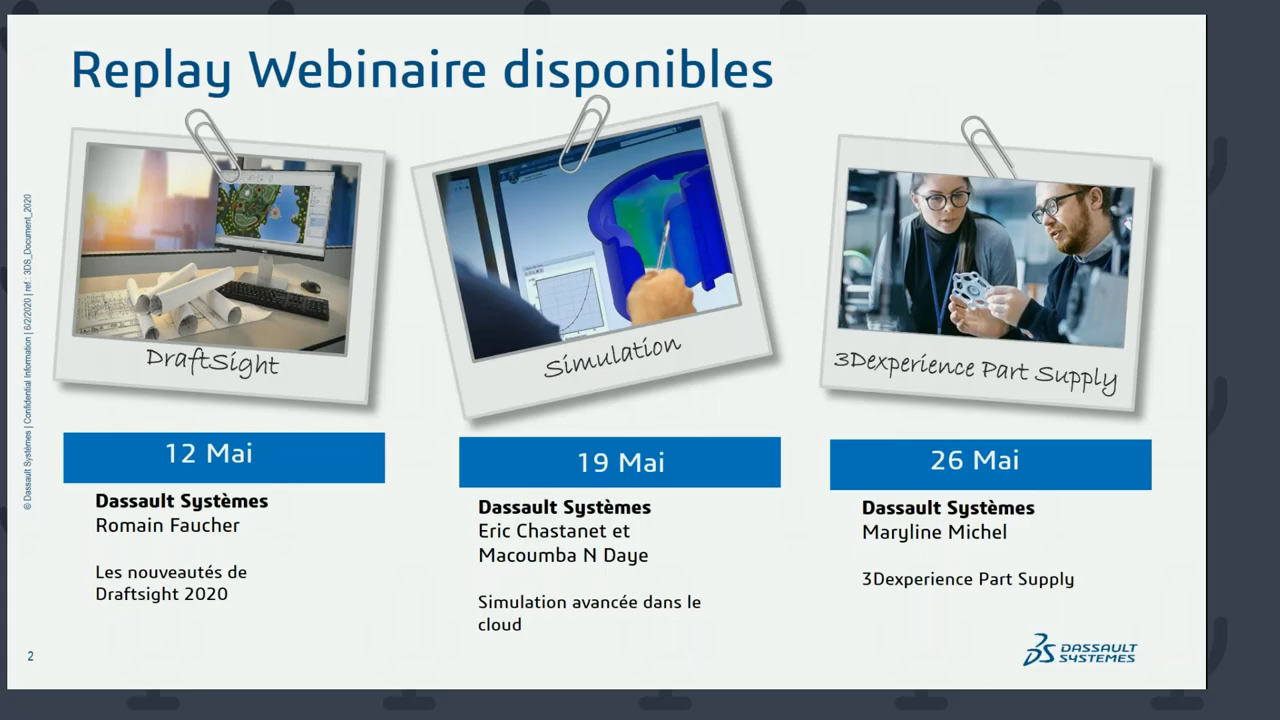 Replay Webinaire disponibles
DraftSight
Simulation
3Dexperience Part Supply
12 Mai
19 Mai
26 Mai
Dassault Systèmes
Romain Faucher
Les nouveautés de
Draftsight 2020
Dassault Systèmes
Eric Chastanet et
Macoumba N Daye
Simulation avancée dans le
cloud
Dassault Systèmes
Maryline Michel
3Dexperience Part Supply
© Dassault Systèmes | Confidential Information | 6/2/2020 | ref.: 3DS_Document_2020
2
DASSAULT
SYSTEMES